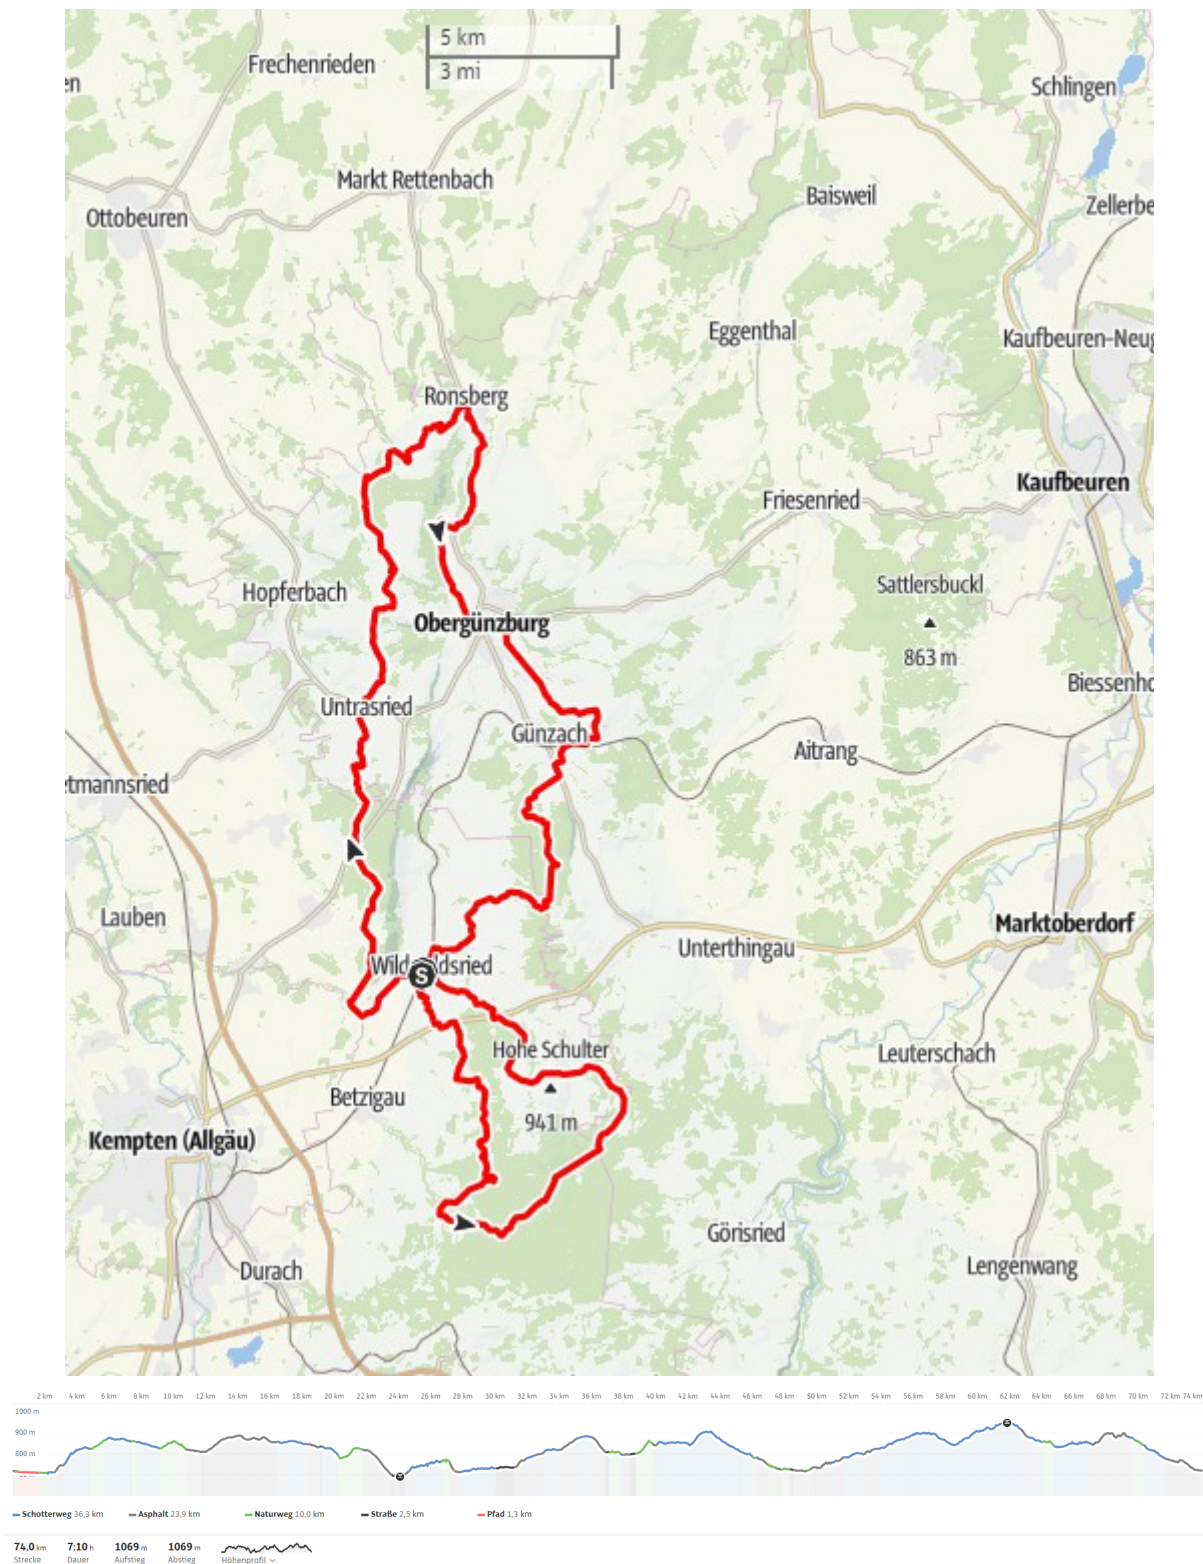 5 km
3 mi
Frechenrieden
en
Schlingen
Markt Rettenbach
Ottobeuren
Baisweil
Zellerbe
Eggenthal
Kaufbeuren-Neug
Ronsberg
Kaufbeuren
Friesenried
Hopferbach
Sattlersbuckl
863 m
Obergünzburg
Biessenho
Untrasried
Günzach
Aitrang
etmannsried
Lauben
Marktoberdorf
Unterthingau
Wild
S
ldsried
Hohe Schulter
941 m
Leuterschach
Betzigau
Kempten (Allgäu)
Görisried
Lengenwang
Durach
2 km 4 km 6 km 8 km 10 km 12 km 14 km 16 km 18 km 20 km 22 km 24 km 26 km 28 km 30 km 32 km 34 km 36 km 38 km 40 km 42 km 44 km 46 km 48 km 50 km 52 km 54 km 56 km 58 km 60 km 62 km 64 km 66 km 68 km 70 km 72 km 74 km
1000 m
900 m
800 m
Schotterweg 36,3 km Asphalt 23,9 km Naturweg 10,0 km Straße 2,5 km Pfad 1,3 km
74,0 km 7:10 h 1069 m 1069 m
Strecke Dauer Aufstieg Abstieg Höhenprofil